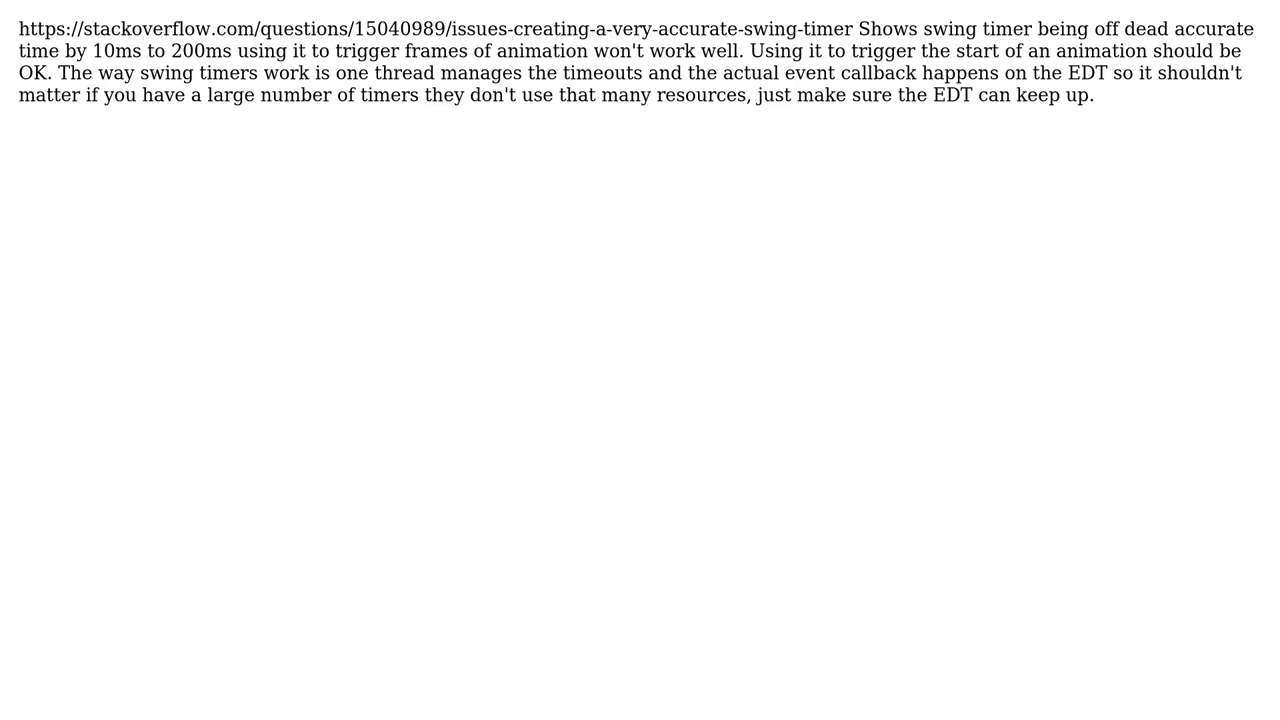 https://stackoverflow.com/questions/15040989/issues-creating-a-very-accurate-swing-timer Shows swing timer being off dead accurate
time by 10ms to 200ms using it to trigger frames of animation won't work well. Using it to trigger the start of an animation should be
OK. The way swing timers work is one thread manages the timeouts and the actual event callback happens on the EDT so it shouldn't
matter if you have a large number of timers they don't use that many resources, just make sure the EDT can keep up.